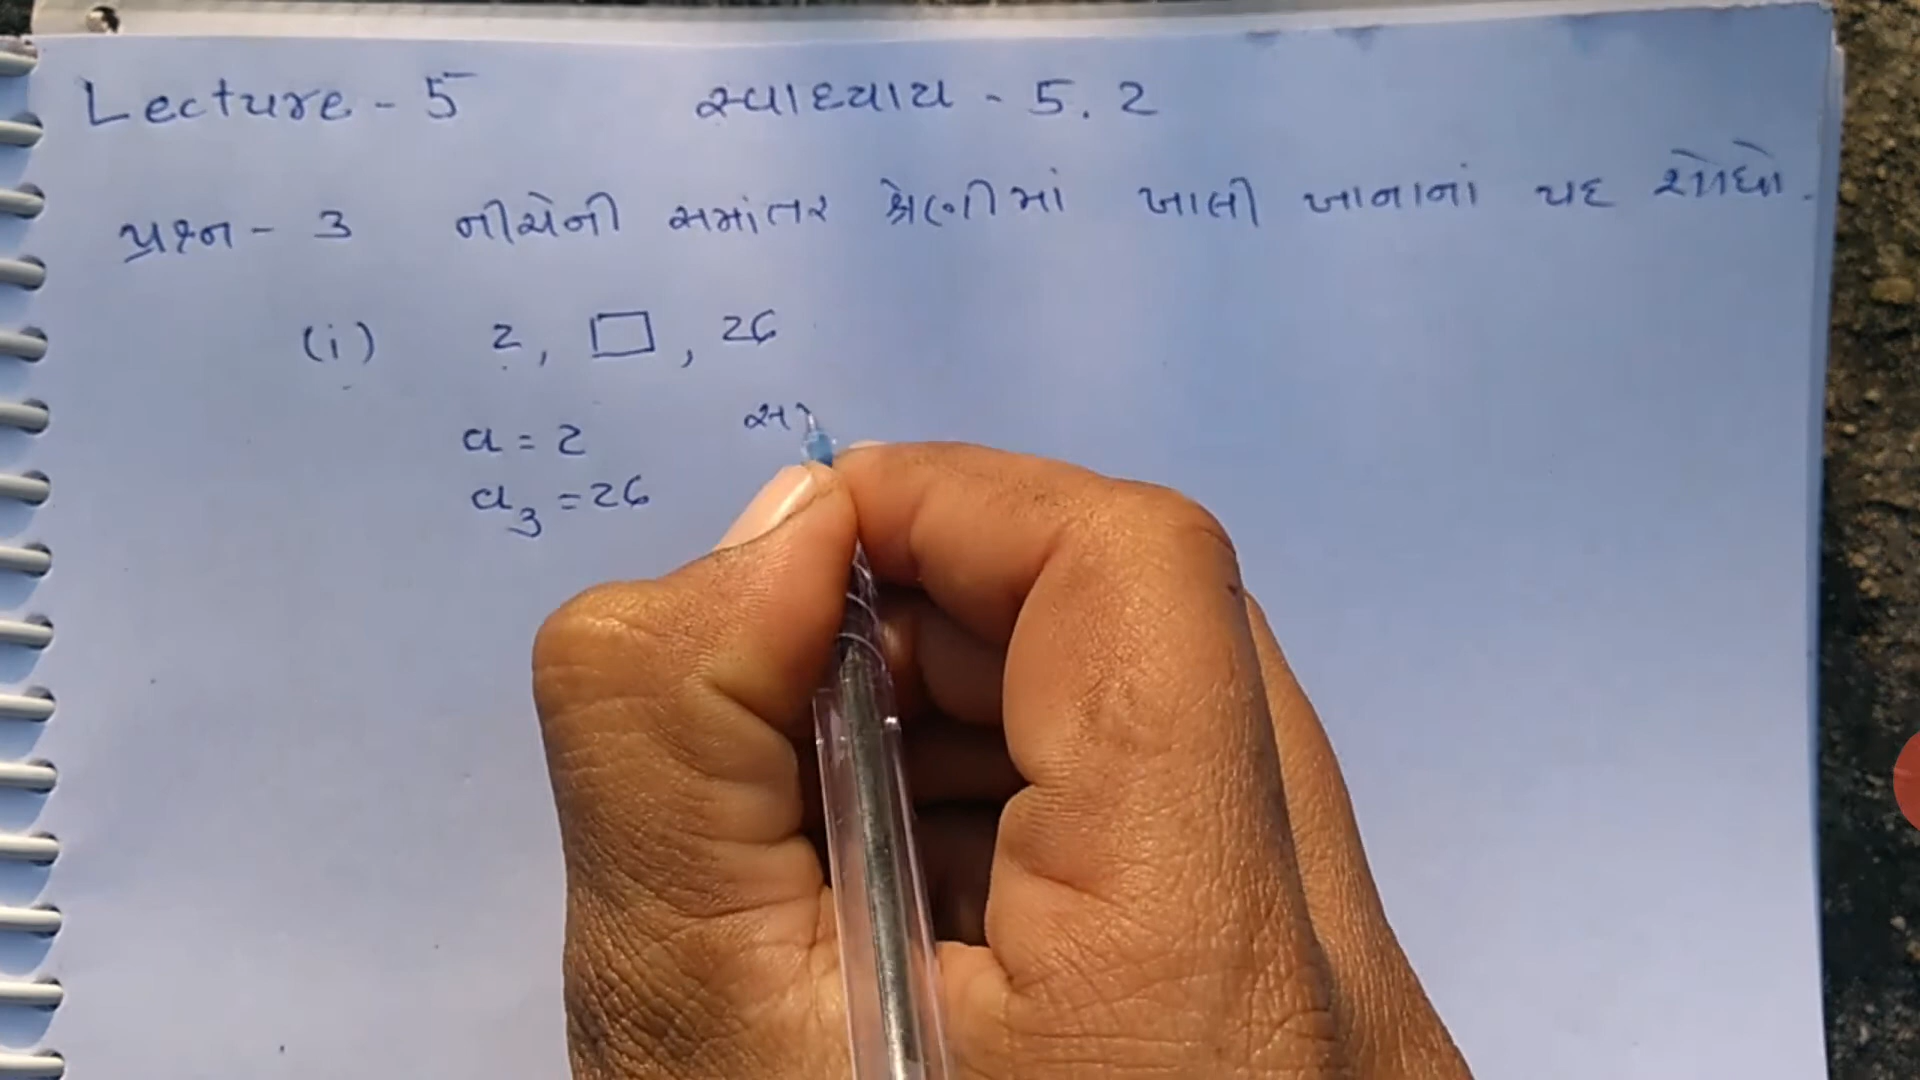 Lecture - 5 સ્વાધ્યાય - 5.2
પ્રશ્ન - 3 નીચેની સમાંતર શ્રેણીમાં ખાલી ખાનાનાં પદ શોધો.
(i) 2, □, 26
a = 2
a₃ = 26